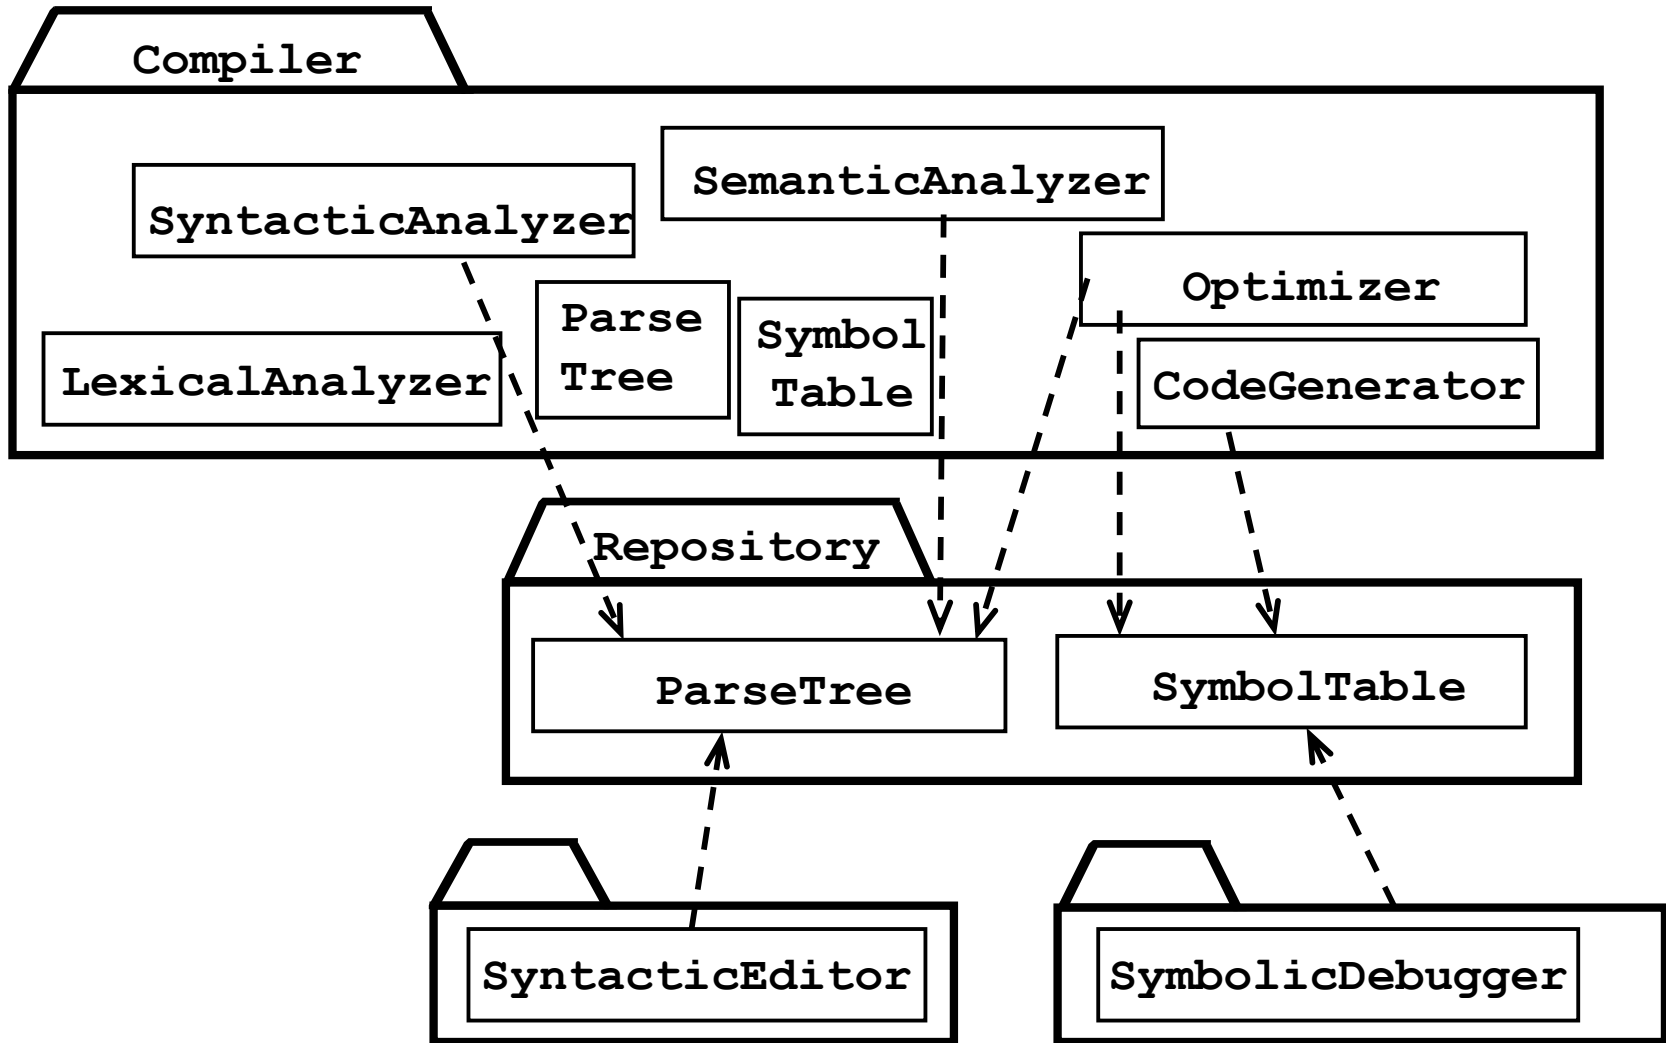 Compiler
SemanticAnalyzer
SyntacticAnalyzer
Optimizer
Parse
Tree
Symbol
Table
LexicalAnalyzer
CodeGenerator
Repository
ParseTree
SymbolTable
SyntacticEditor
SymbolicDebugger